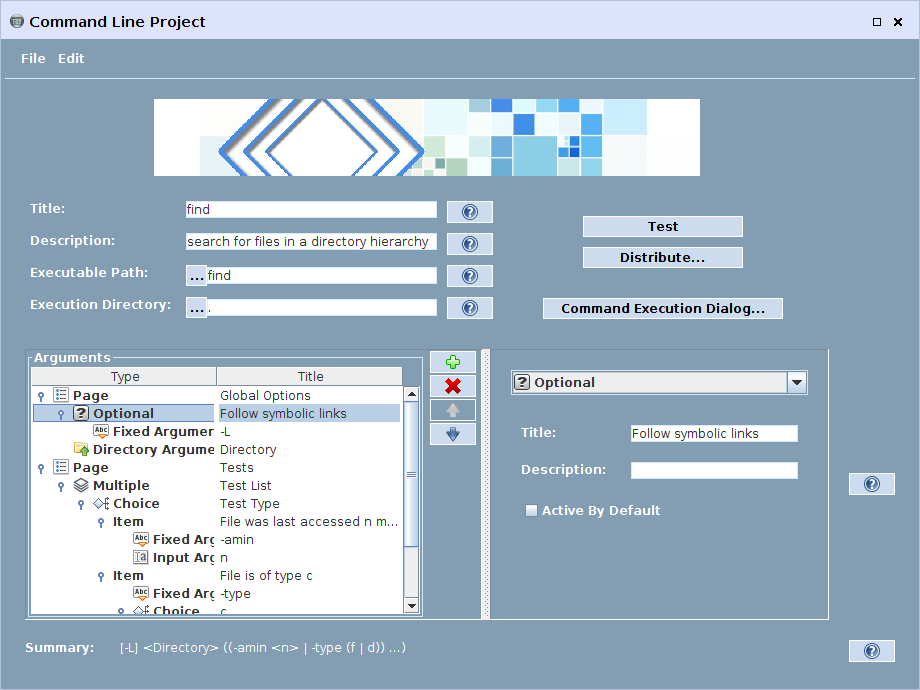 Command Line Project
File Edit
Title: find
Description: search for files in a directory hierarchy
Executable Path: ... find
Execution Directory: ... .
Test
Distribute...
Command Execution Dialog...
Arguments
Type Title
Page Global Options
Optional Follow symbolic links
Fixed Argumer -L
Directory Argume Directory
Page Tests
Multiple Test List
Choice Test Type
Item File was last accessed n m...
Fixed Arg -amin
Input Arg n
Item File is of type c
Fixed Arg -type
Choice c
Optional
Title: Follow symbolic links
Description:
Active By Default
Summary: [-L] <Directory> ((-amin <n> | -type (f | d)) ...)